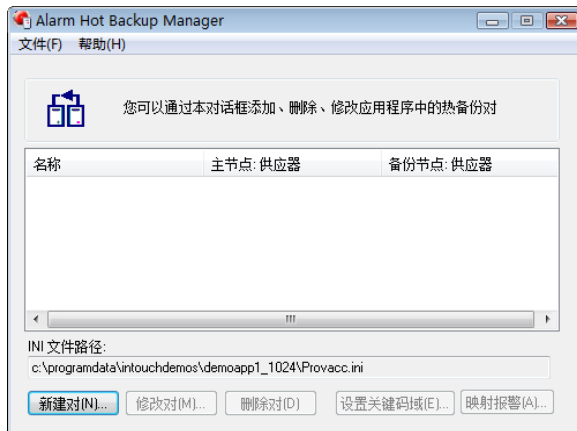 Alarm Hot Backup Manager
文件(F) 帮助(H)
您可以通过本对话框添加、删除、修改应用程序中的热备份对
名称 主节点: 供应器 备份节点: 供应器
INI 文件路径:
c:\programdata\intouchdemos\demoapp1_1024\Provacc.ini
新建对(N)... 修改对(M)... 删除对(D) 设置关键码域(E)... 映射报警(A)...